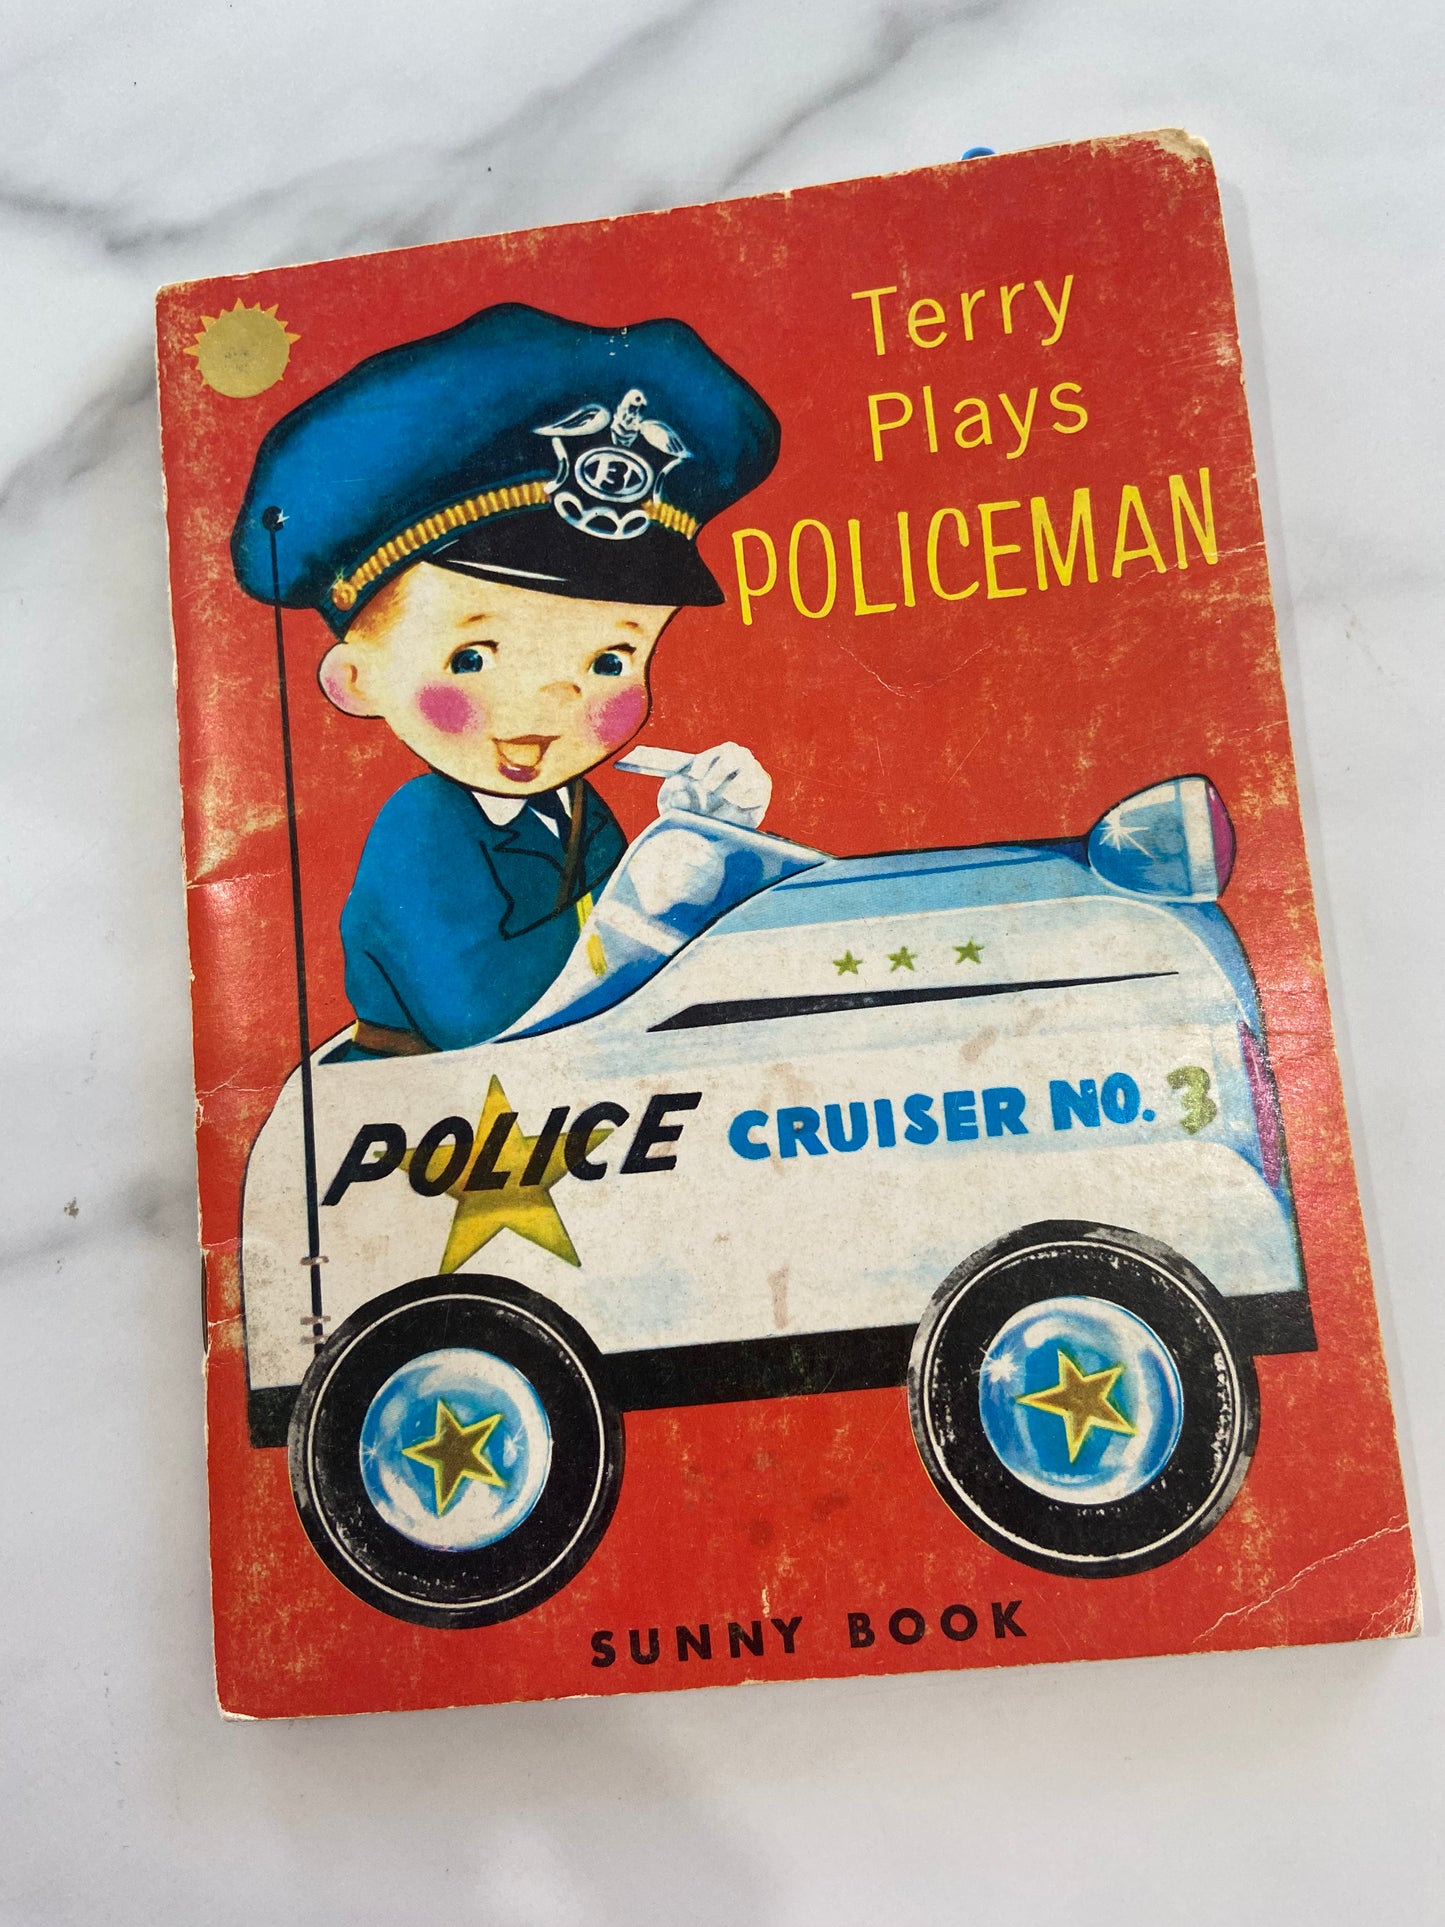 Terry
Plays
POLICEMAN
POLICE CRUISER NO. 3
SUNNY BOOK